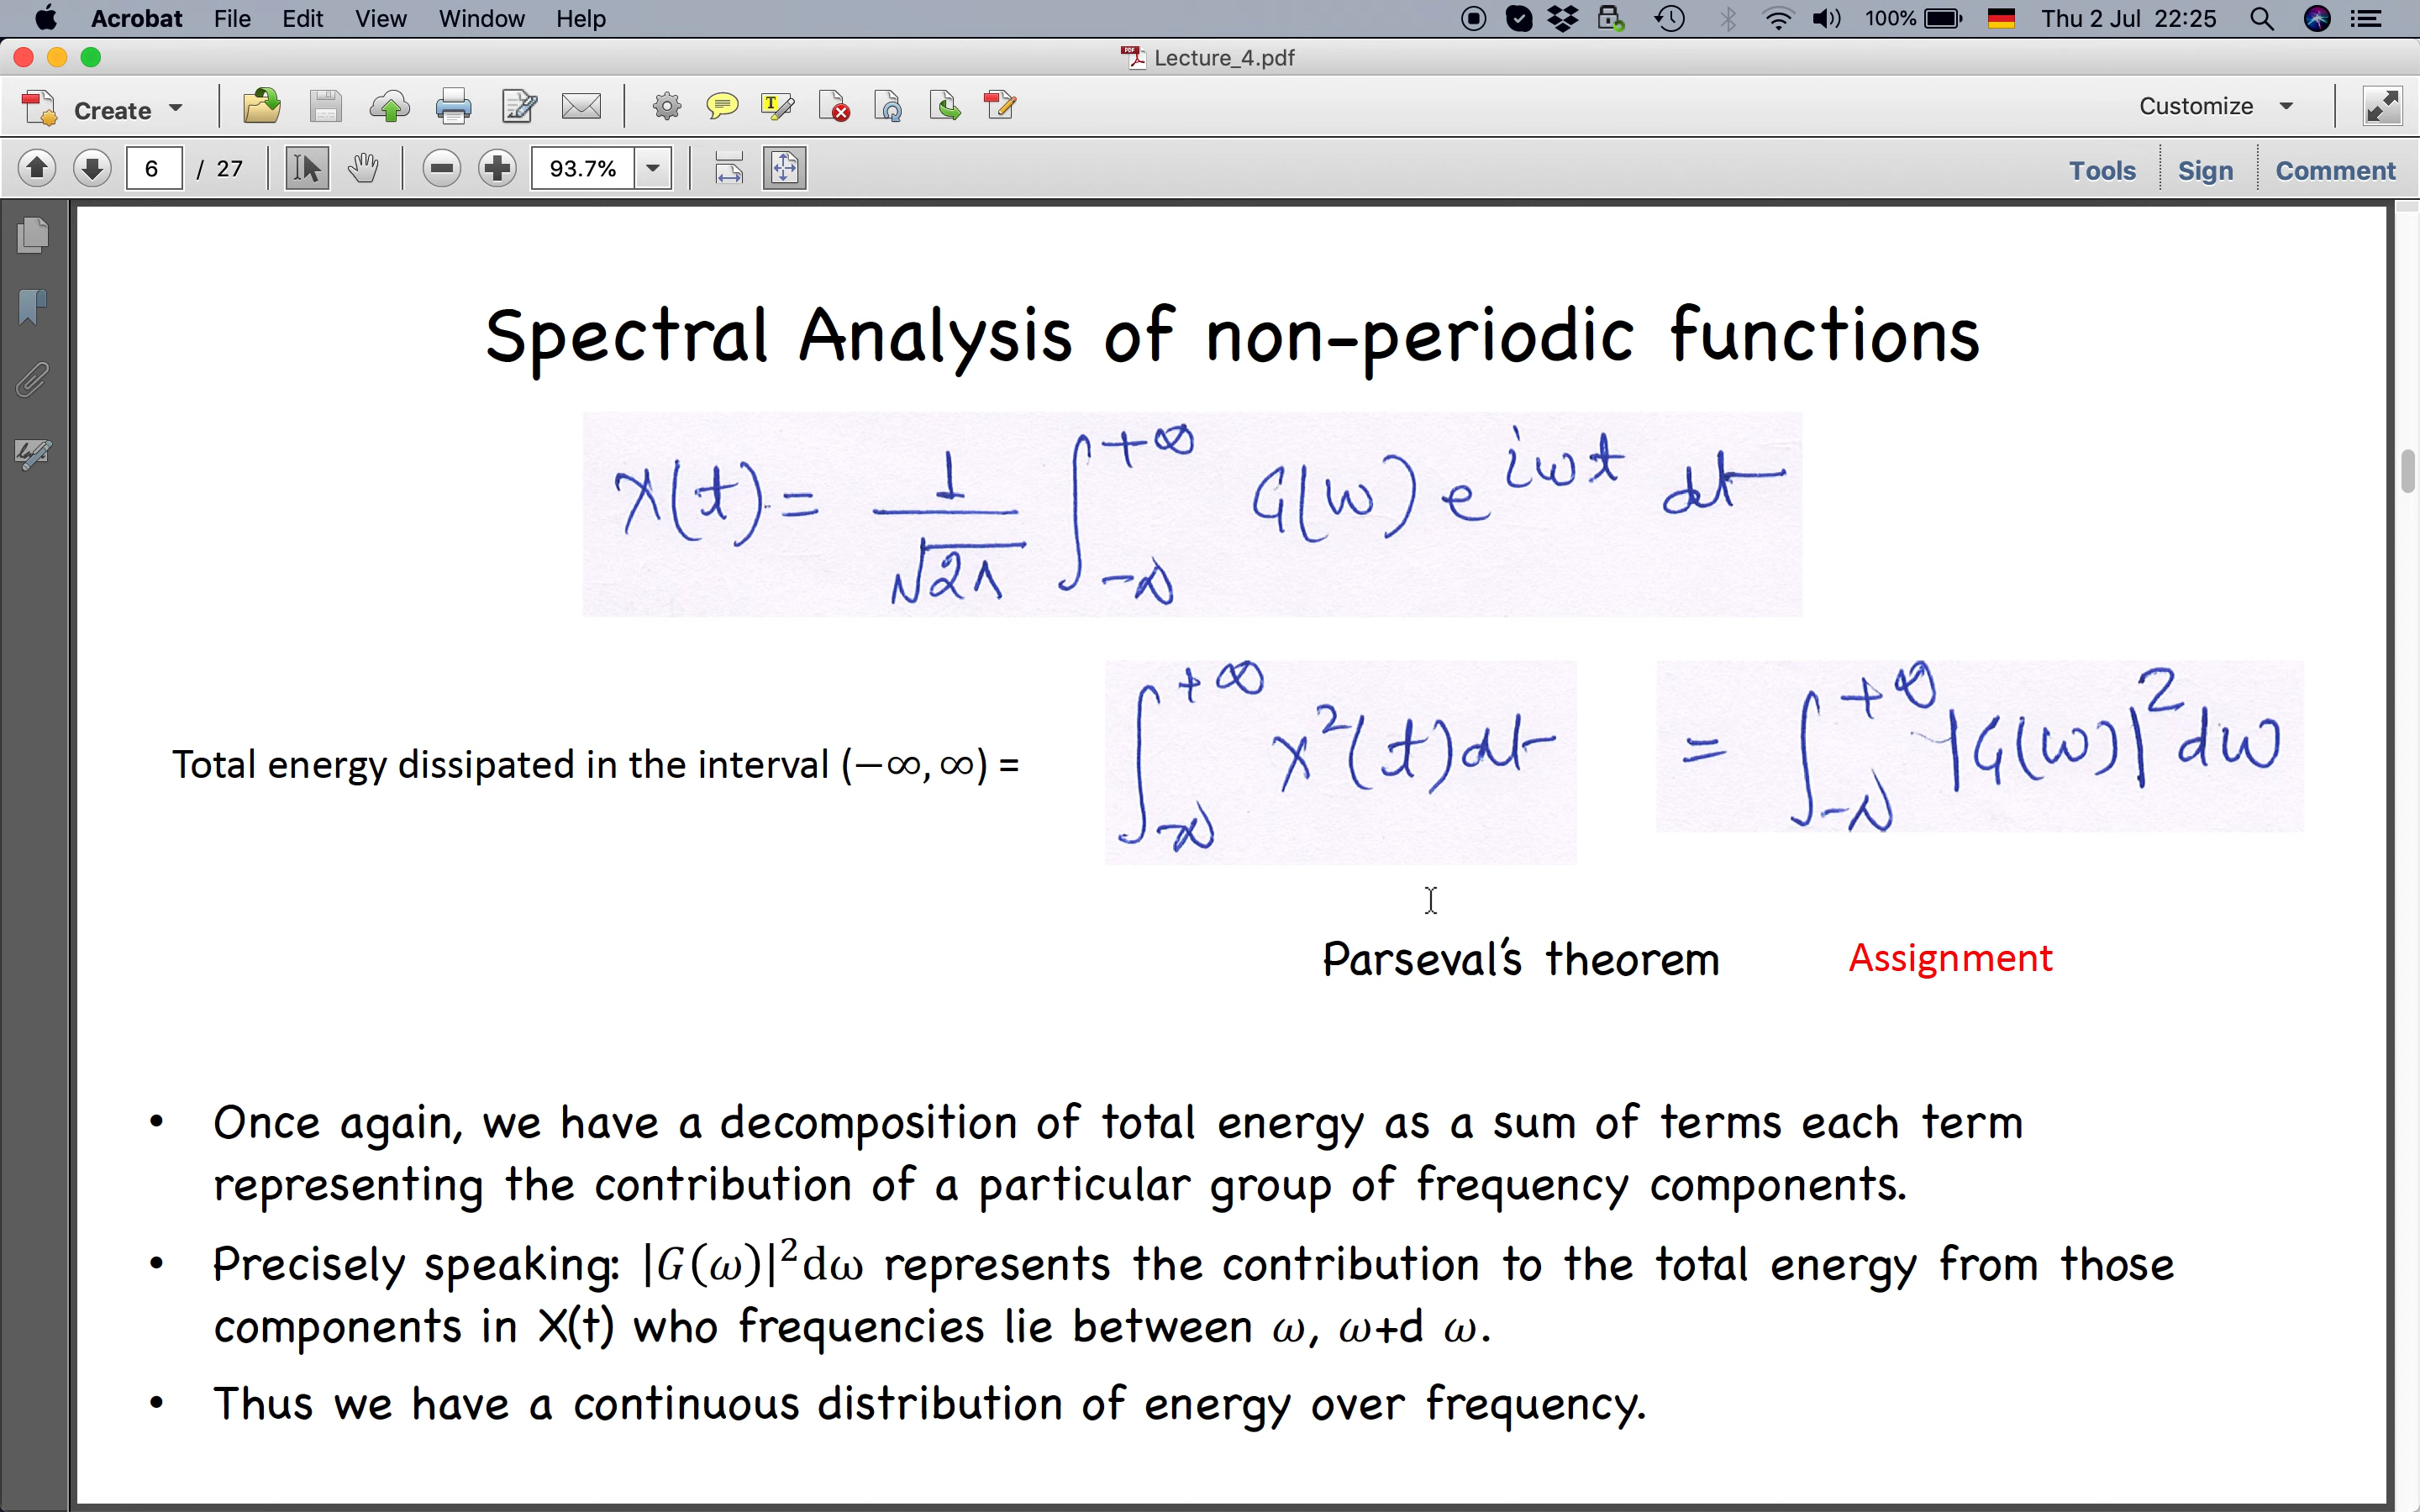 Acrobat File Edit View Window Help 100% Thu 2 Jul 22:25
Lecture_4.pdf
Create Customize
6 / 27 93.7% Tools Sign Comment
Spectral Analysis of non-periodic functions
X(t) = 1/√2π ∫_{-∞}^{+∞} G(ω) e^{iωt} dt
Total energy dissipated in the interval (−∞, ∞) = ∫_{-∞}^{+∞} X²(t) dt = ∫_{-∞}^{+∞} |G(ω)|² dω
Parseval's theorem Assignment
• Once again, we have a decomposition of total energy as a sum of terms each term
representing the contribution of a particular group of frequency components.
• Precisely speaking: |G(ω)|²dω represents the contribution to the total energy from those
components in X(t) who frequencies lie between ω, ω+d ω.
• Thus we have a continuous distribution of energy over frequency.